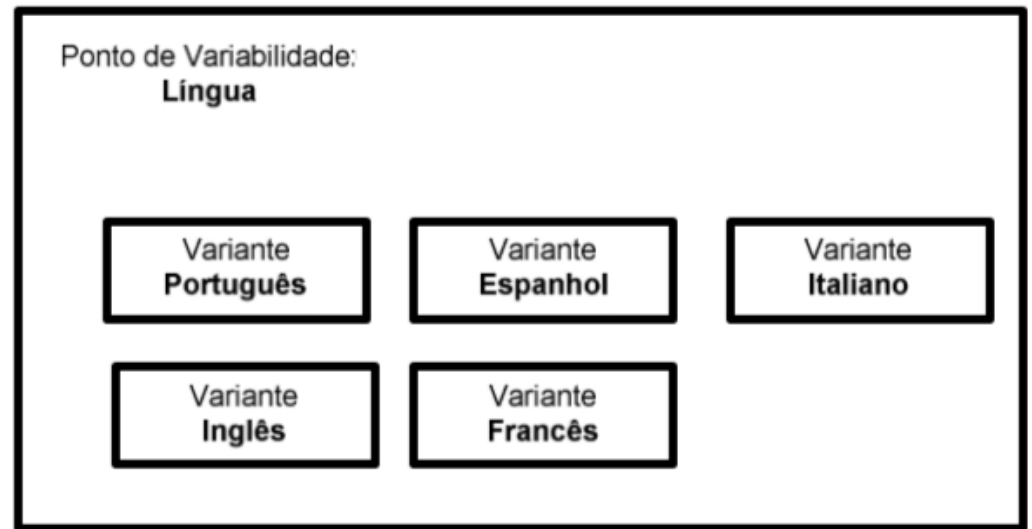 Ponto de Variabilidade:
Língua
Variante
Português
Variante
Espanhol
Variante
Italiano
Variante
Inglês
Variante
Francês